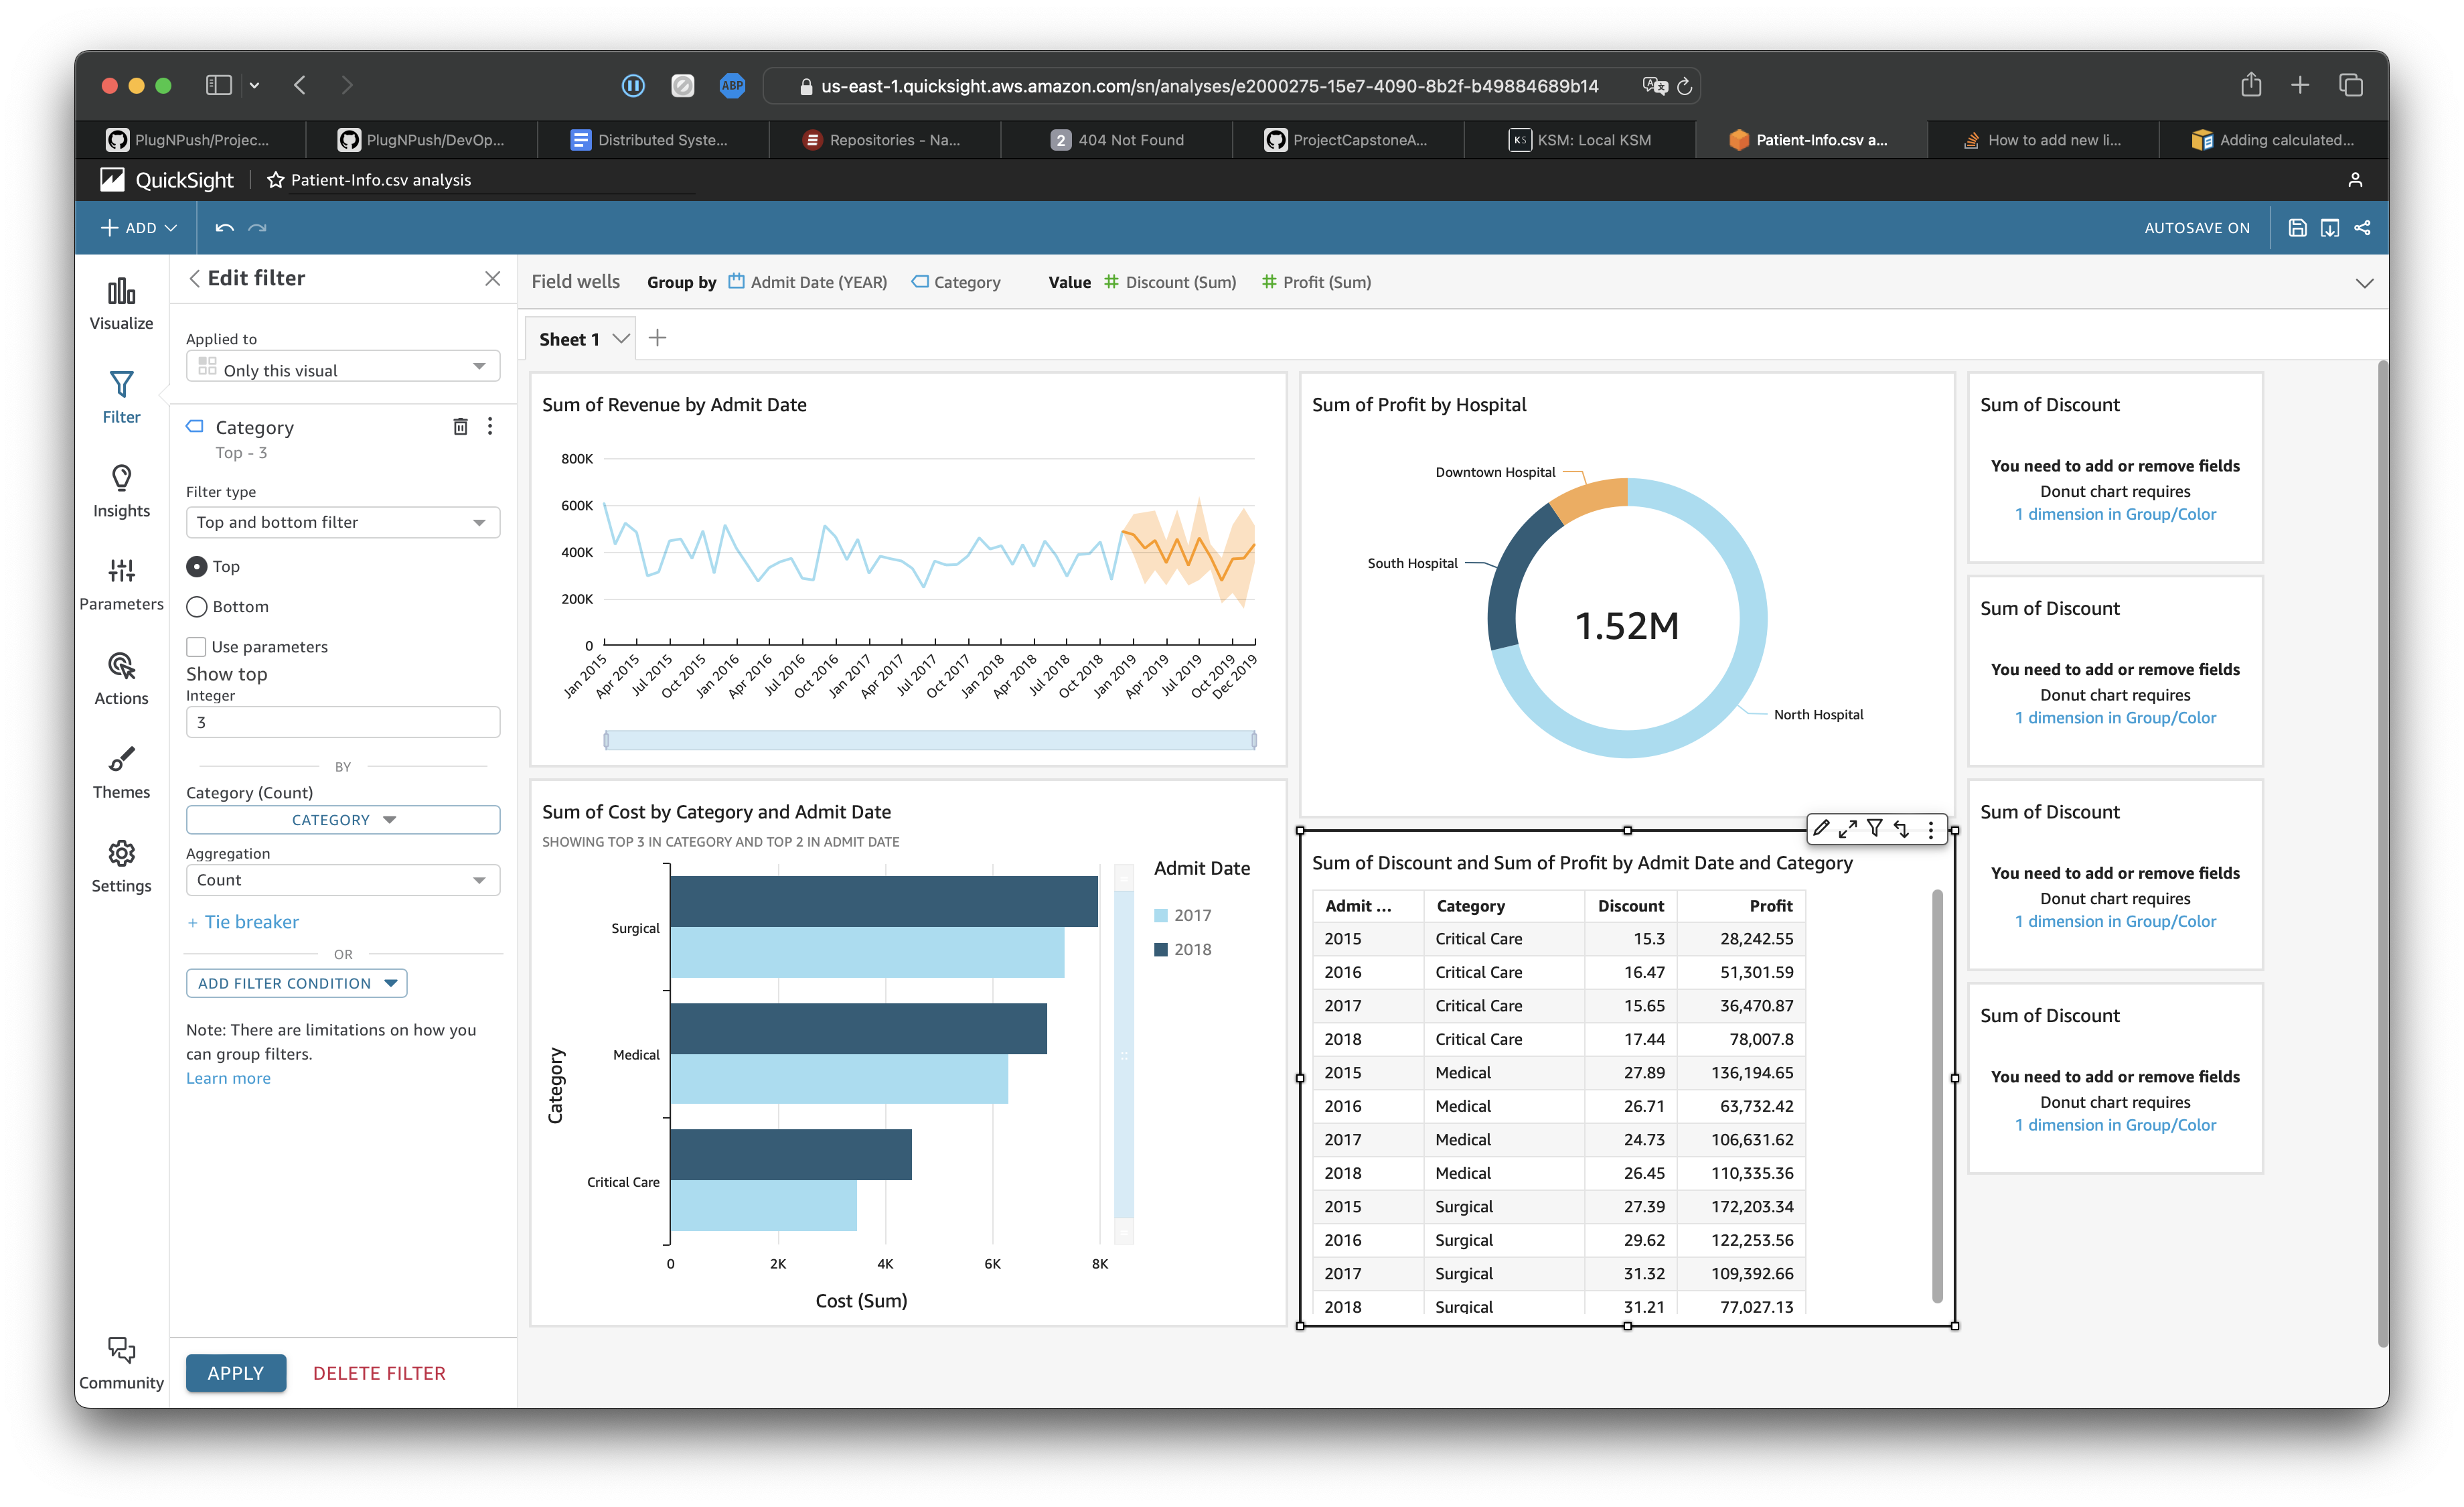 ABP
us-east-1.quicksight.aws.amazon.com/sn/analyses/e2000275-15e7-4090-8b2f-b49884689b14
PlugNPush/Projec...
PlugNPush/DevOp...
Distributed Syste...
Repositories - Na...
2 404 Not Found
ProjectCapstoneA...
KS KSM: Local KSM
Patient-Info.csv a...
How to add new li...
Adding calculated...
QuickSight
Patient-Info.csv analysis
ADD
AUTOSAVE ON
Visualize
Filter
Insights
Parameters
Actions
Themes
Settings
Community
Edit filter
Applied to
Only this visual
Category
Top - 3
Filter type
Top and bottom filter
Top
Bottom
Use parameters
Show top
Integer
3
BY
Category (Count)
CATEGORY
Aggregation
Count
+ Tie breaker
OR
ADD FILTER CONDITION
Note: There are limitations on how you
can group filters.
Learn more
APPLY DELETE FILTER
Field wells Group by Admit Date (YEAR) Category Value # Discount (Sum) # Profit (Sum)
Sheet 1
Sum of Revenue by Admit Date
800K
600K
400K
200K
0
Jan 2015
Apr 2015
Jul 2015
Oct 2015
Jan 2016
Apr 2016
Jul 2016
Oct 2016
Jan 2017
Apr 2017
Jul 2017
Oct 2017
Jan 2018
Apr 2018
Jul 2018
Oct 2018
Jan 2019
Apr 2019
Jul 2019
Oct 2019
Dec 2019
Sum of Profit by Hospital
Downtown Hospital
South Hospital
1.52M
North Hospital
Sum of Cost by Category and Admit Date
SHOWING TOP 3 IN CATEGORY AND TOP 2 IN ADMIT DATE
Category
Surgical
Medical
Critical Care
0
2K
4K
6K
8K
Cost (Sum)
Admit Date
2017
2018
Sum of Discount and Sum of Profit by Admit Date and Category
Admit ... Category Discount Profit
2015 Critical Care 15.3 28,242.55
2016 Critical Care 16.47 51,301.59
2017 Critical Care 15.65 36,470.87
2018 Critical Care 17.44 78,007.8
2015 Medical 27.89 136,194.65
2016 Medical 26.71 63,732.42
2017 Medical 24.73 106,631.62
2018 Medical 26.45 110,335.36
2015 Surgical 27.39 172,203.34
2016 Surgical 29.62 122,253.56
2017 Surgical 31.32 109,392.66
2018 Surgical 31.21 77,027.13
Sum of Discount
You need to add or remove fields
Donut chart requires
1 dimension in Group/Color
Sum of Discount
You need to add or remove fields
Donut chart requires
1 dimension in Group/Color
Sum of Discount
You need to add or remove fields
Donut chart requires
1 dimension in Group/Color
Sum of Discount
You need to add or remove fields
Donut chart requires
1 dimension in Group/Color